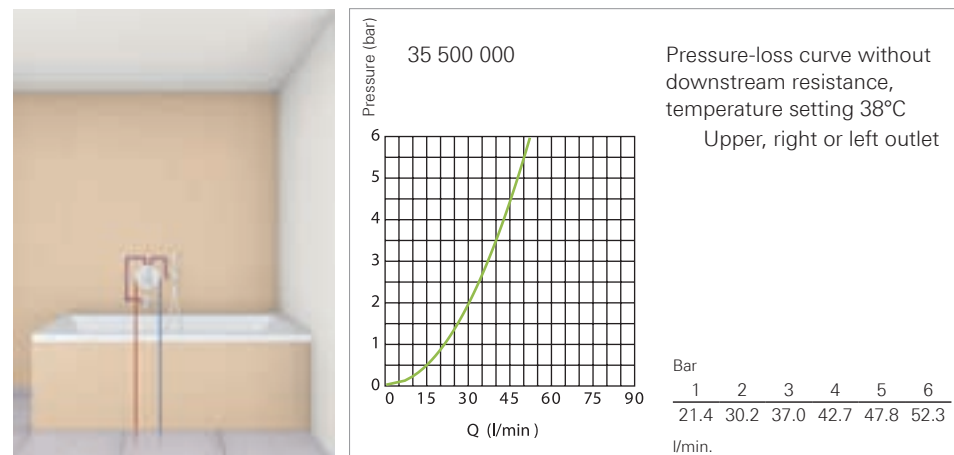 Pressure (bar)
35 500 000
Pressure-loss curve without
downstream resistance,
temperature setting 38°C
Upper, right or left outlet
6
5
4
3
2
1
0
0 15 30 45 60 75 90
Q (l/min)
Bar
1 2 3 4 5 6
21.4 30.2 37.0 42.7 47.8 52.3
l/min.